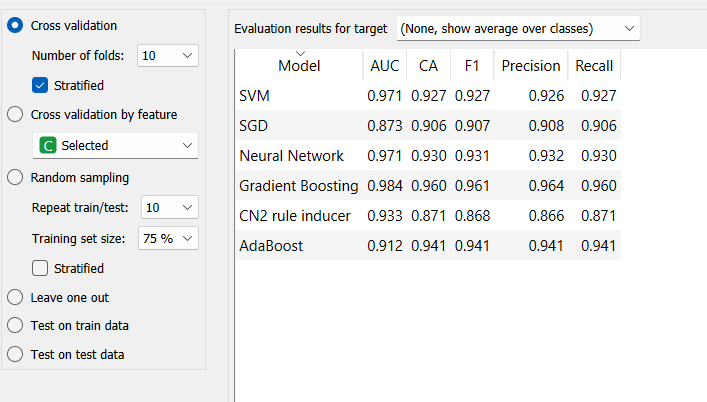 Cross validation
Number of folds: 10
Stratified
Cross validation by feature
C Selected
Random sampling
Repeat train/test: 10
Training set size: 75 %
Stratified
Leave one out
Test on train data
Test on test data
Evaluation results for target (None, show average over classes)
Model AUC CA F1 Precision Recall
SVM 0.971 0.927 0.927 0.926 0.927
SGD 0.873 0.906 0.907 0.908 0.906
Neural Network 0.971 0.930 0.931 0.932 0.930
Gradient Boosting 0.984 0.960 0.961 0.964 0.960
CN2 rule inducer 0.933 0.871 0.868 0.866 0.871
AdaBoost 0.912 0.941 0.941 0.941 0.941